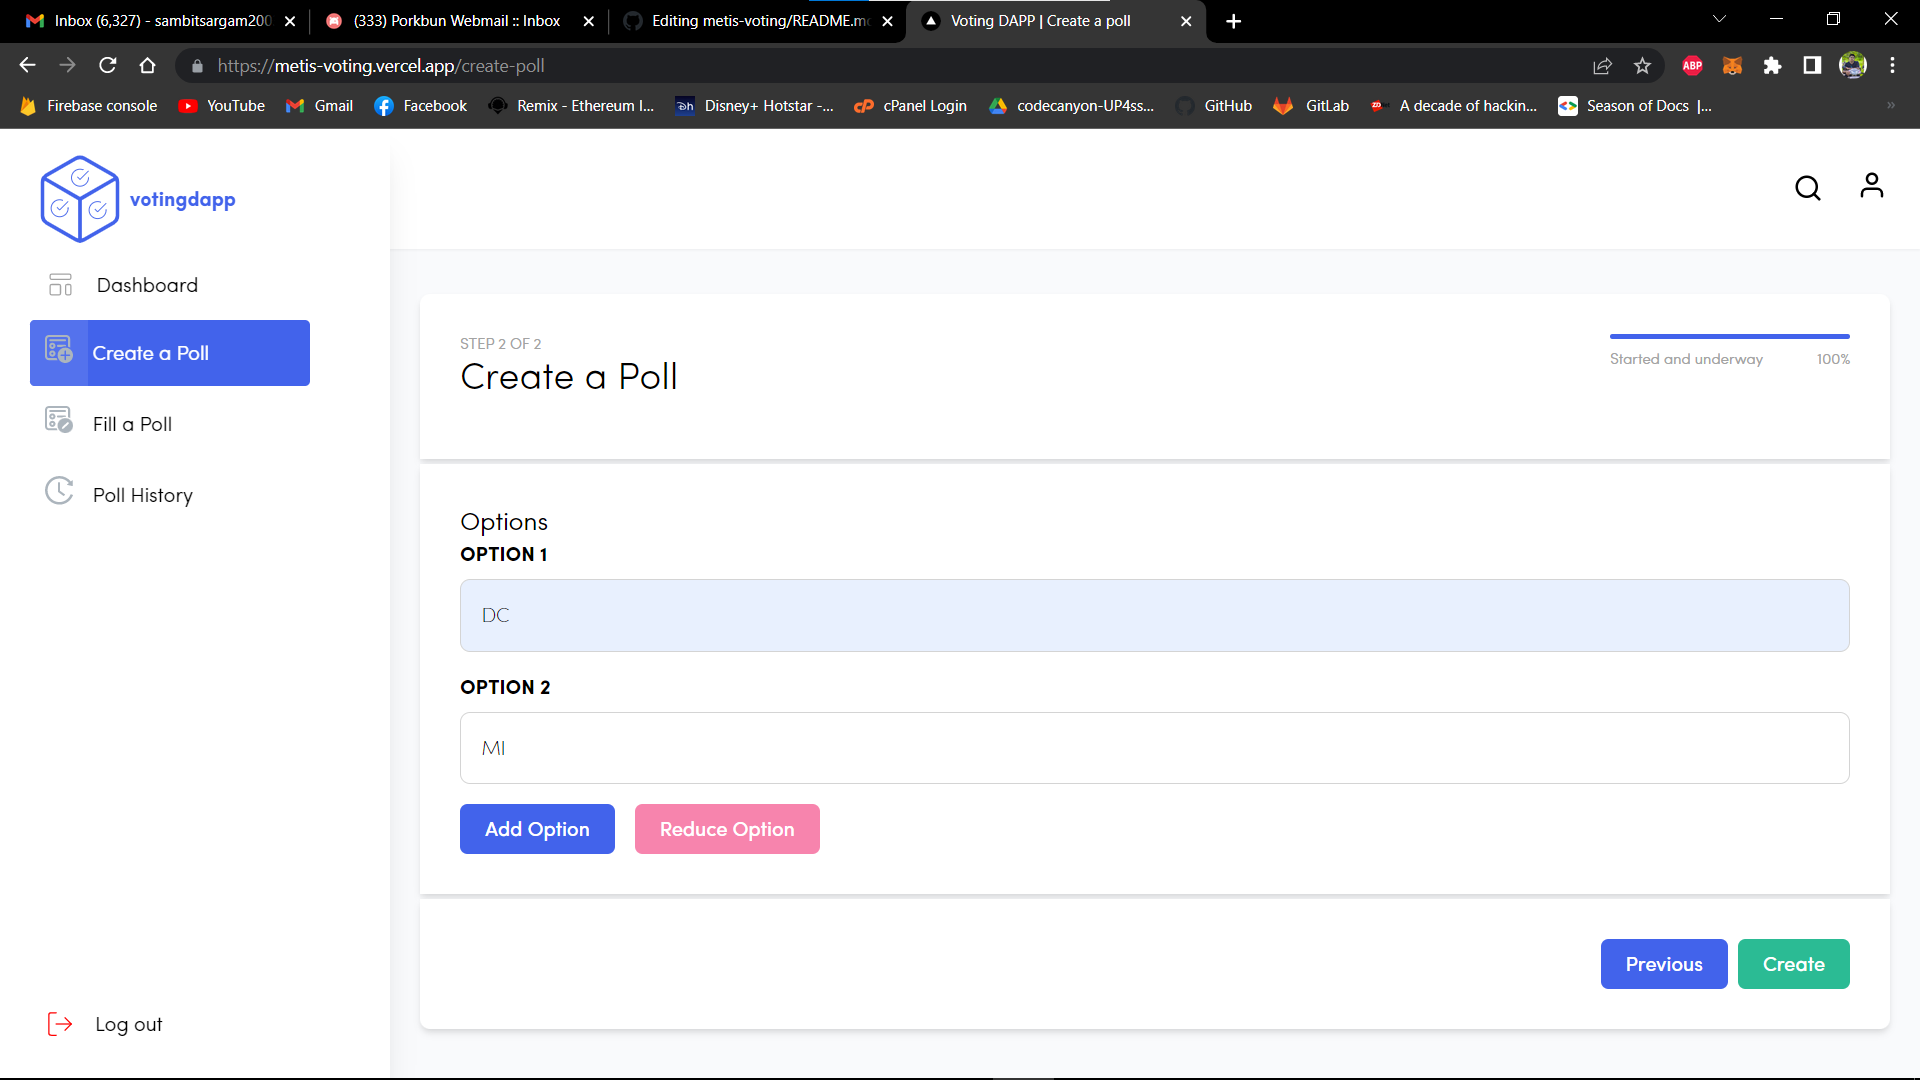 Inbox (6,327) - sambitsargam200
(333) Porkbun Webmail :: Inbox
Editing metis-voting/README.m
Voting DAPP | Create a poll
https://metis-voting.vercel.app/create-poll
ABP
Firebase console
YouTube
Gmail
Facebook
Remix - Ethereum I...
Disney+ Hotstar -...
cPanel Login
codecanyon-UP4ss...
GitHub
GitLab
A decade of hackin...
Season of Docs |...
votingdapp
Dashboard
Create a Poll
Fill a Poll
Poll History
Log out
STEP 2 OF 2
Create a Poll
Started and underway 100%
Options
OPTION 1
DC
OPTION 2
MI
Add Option
Reduce Option
Previous
Create